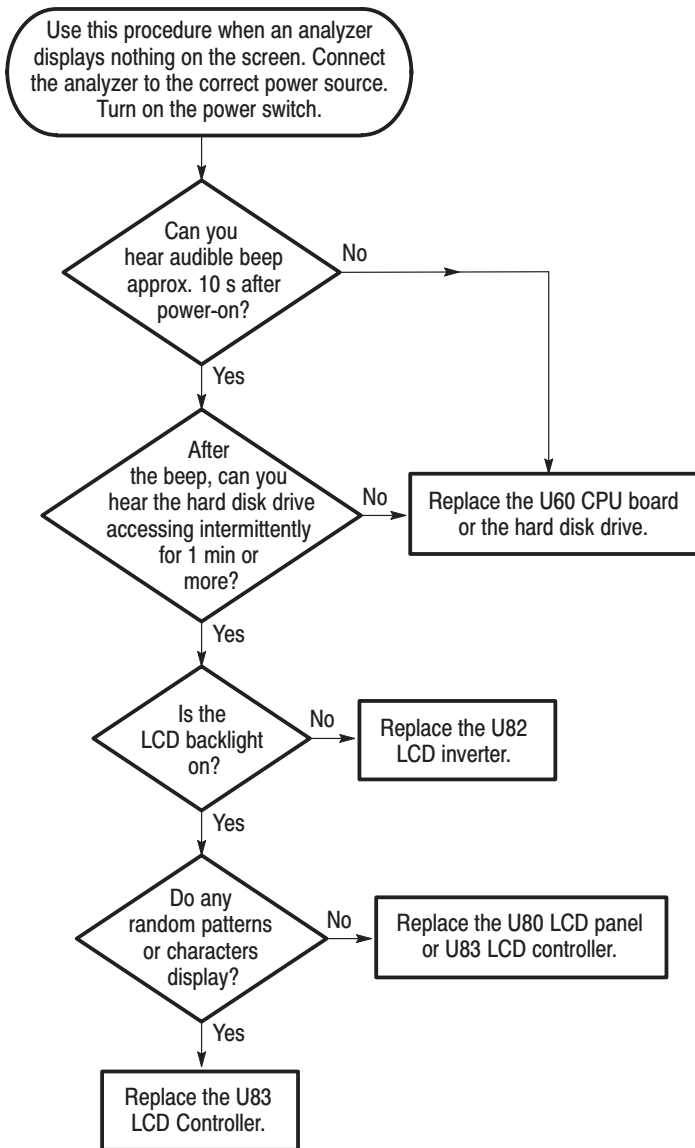 Use this procedure when an analyzer
displays nothing on the screen. Connect
the analyzer to the correct power source.
Turn on the power switch.
Can you
hear audible beep
approx. 10 s after
power-on?
No
Yes
After
the beep, can you
hear the hard disk drive
accessing intermittently
for 1 min or
more?
No
Replace the U60 CPU board
or the hard disk drive.
Yes
Is the
LCD backlight
on?
No
Replace the U82
LCD inverter.
Yes
Do any
random patterns
or characters
display?
No
Replace the U80 LCD panel
or U83 LCD controller.
Yes
Replace the U83
LCD Controller.